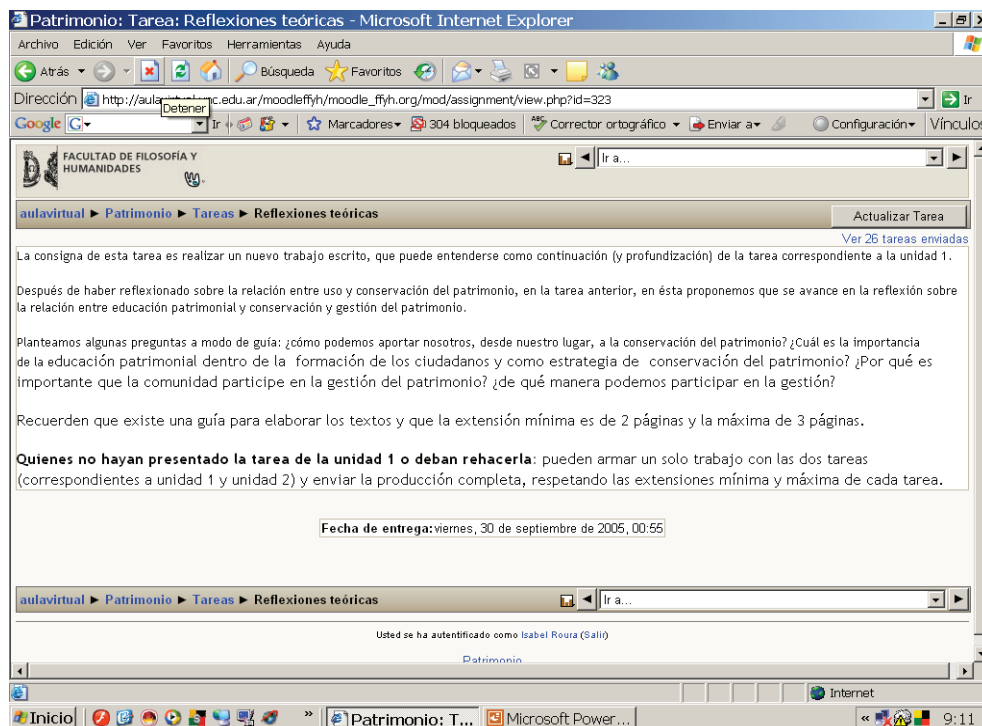 Patrimonio: Tarea: Reflexiones teóricas - Microsoft Internet Explorer
Archivo Edición Ver Favoritos Herramientas Ayuda
Atrás Búsqueda Favoritos
Dirección http://aula nc.edu.ar/moodleffyh/moodle_ffyh.org/mod/assignment/view.php?id=323 Ir
Detener
Google G Ir Marcadores 304 bloqueados Corrector ortográfico Enviar a Configuración Vínculos
FACULTAD DE FILOSOFÍA Y
HUMANIDADES
Ir a...
aulavirtual ► Patrimonio ► Tareas ► Reflexiones teóricas Actualizar Tarea
Ver 26 tareas enviadas
La consigna de esta tarea es realizar un nuevo trabajo escrito, que puede entenderse como continuación (y profundización) de la tarea correspondiente a la unidad 1.
Después de haber reflexionado sobre la relación entre uso y conservación del patrimonio, en la tarea anterior, en ésta proponemos que se avance en la reflexión sobre
la relación entre educación patrimonial y conservación y gestión del patrimonio.
Planteamos algunas preguntas a modo de guía: ¿cómo podemos aportar nosotros, desde nuestro lugar, a la conservación del patrimonio? ¿Cuál es la importancia
de la educación patrimonial dentro de la formación de los ciudadanos y como estrategia de conservación del patrimonio? ¿Por qué es
importante que la comunidad participe en la gestión del patrimonio? ¿de qué manera podemos participar en la gestión?
Recuerden que existe una guía para elaborar los textos y que la extensión mínima es de 2 páginas y la máxima de 3 páginas.
Quienes no hayan presentado la tarea de la unidad 1 o deban rehacerla: pueden armar un solo trabajo con las dos tareas
(correspondientes a unidad 1 y unidad 2) y enviar la producción completa, respetando las extensiones mínima y máxima de cada tarea.
Fecha de entrega: viernes, 30 de septiembre de 2005, 00:55
aulavirtual ► Patrimonio ► Tareas ► Reflexiones teóricas Ir a...
Usted se ha autentificado como Isabel Roura (Salir)
Patrimonio
Internet
Inicio » Patrimonio: T... Microsoft Power... « 9:11